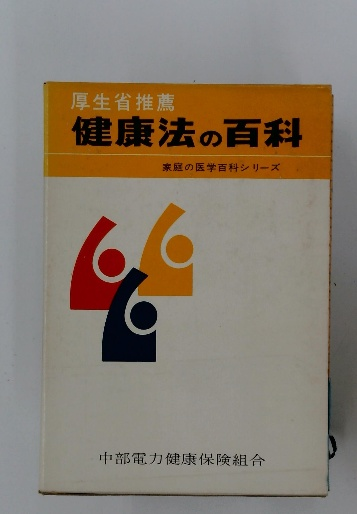 厚生省推薦
健康法の百科
家庭の医学百科シリーズ
中部電力健康保険組合